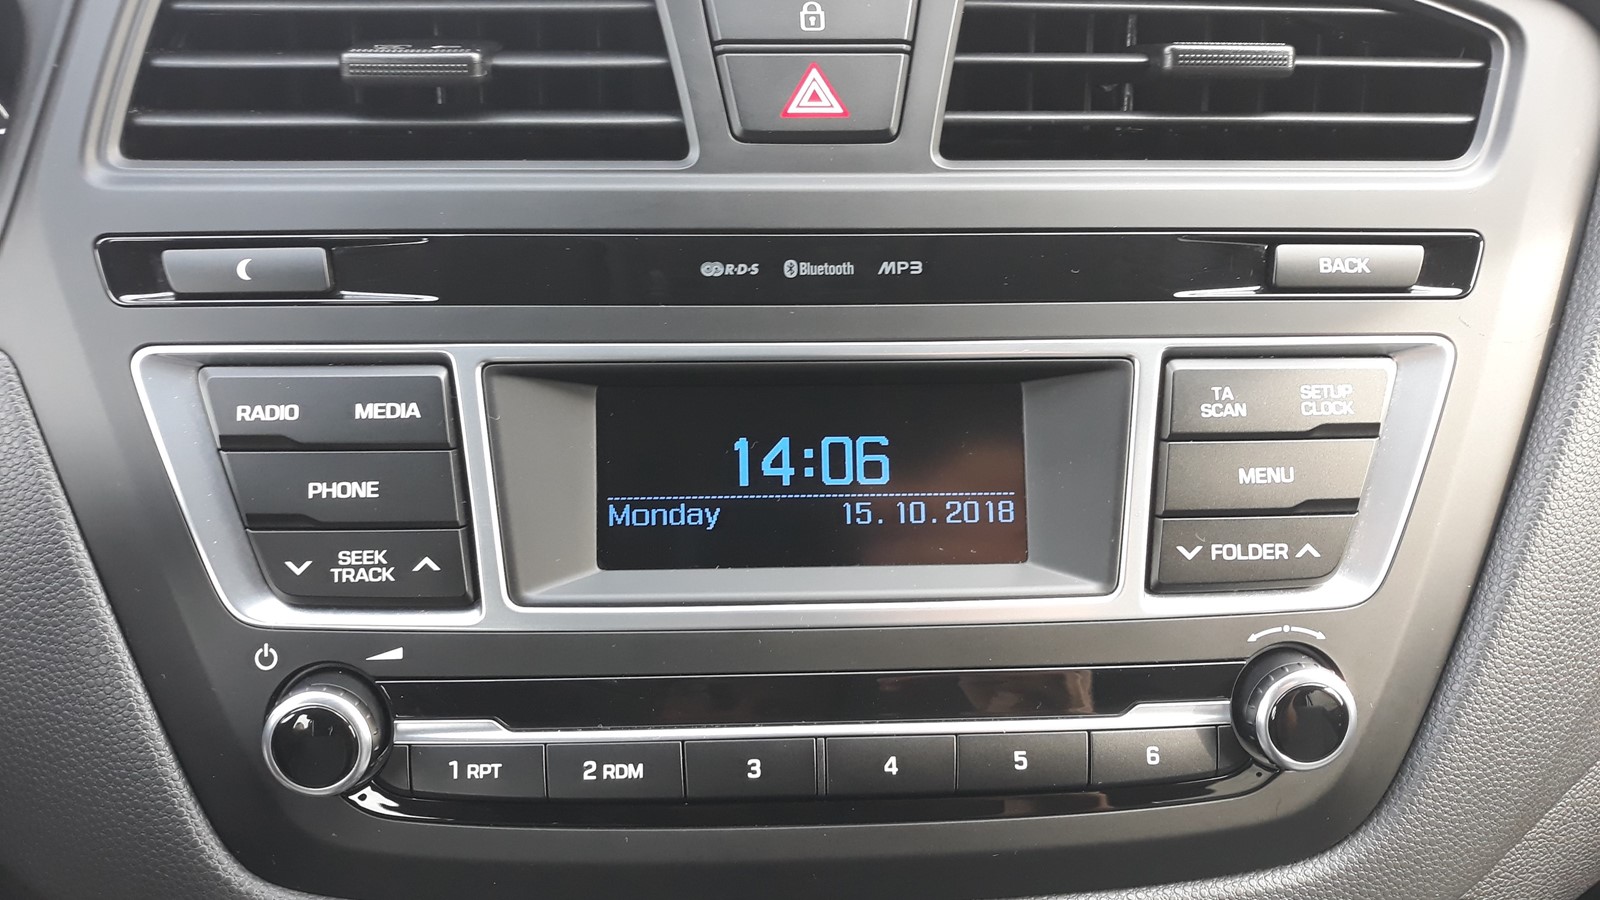 R·D·S Bluetooth MP3
BACK
RADIO MEDIA
PHONE
SEEK
TRACK
14:06
Monday 15.10.2018
TA
SCAN
SETUP
CLOCK
MENU
FOLDER
1 RPT 2 RDM 3 4 5 6